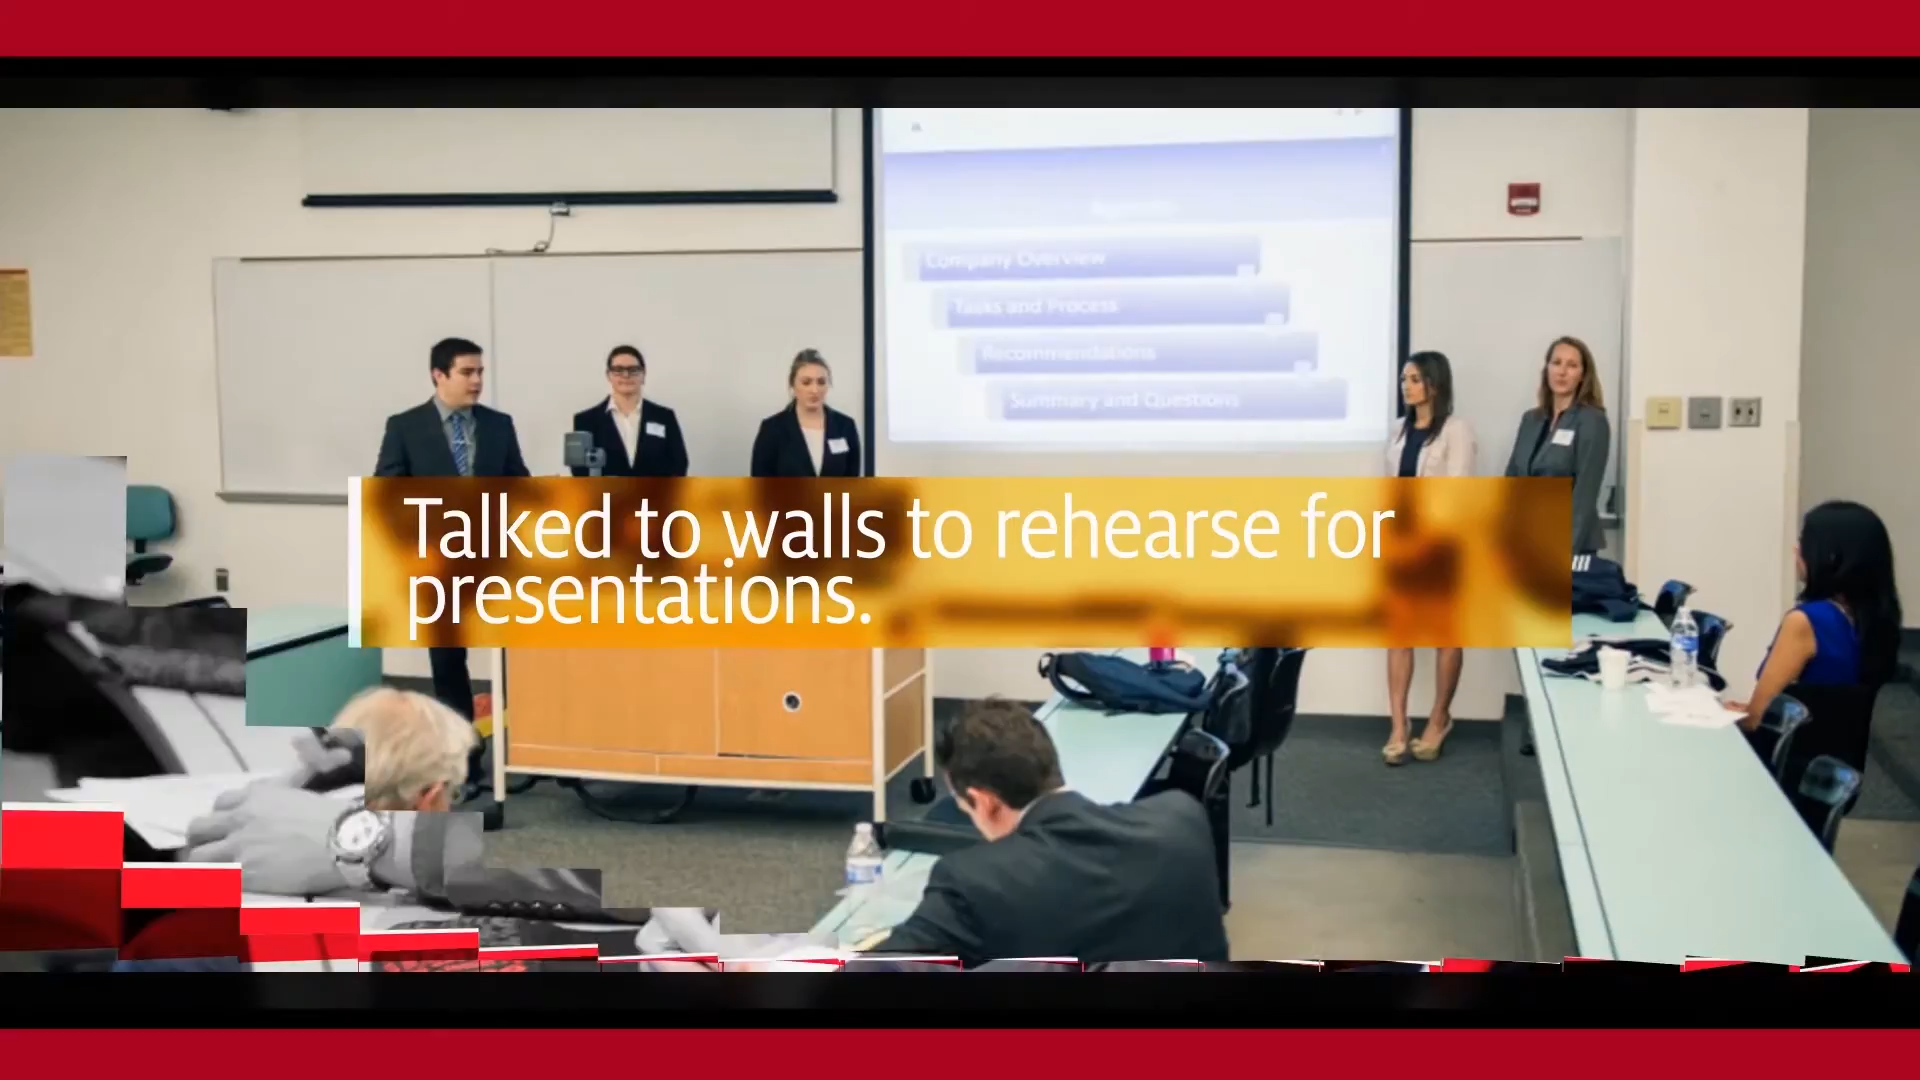 Company Overview
Tasks and Process
Recommendations
Summary and Questions
Talked to walls to rehearse for
presentations.